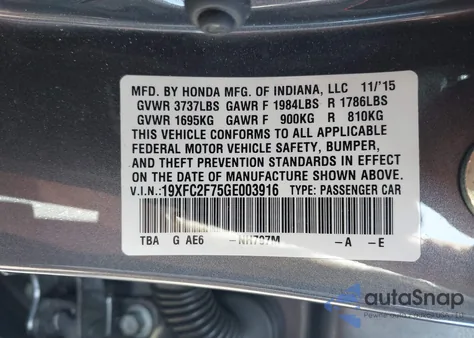 MFD. BY HONDA MFG. OF INDIANA, LLC 11/'15
GVWR 3737LBS GAWR F 1984LBS R 1786LBS
GVWR 1695KG GAWR F 900KG R 810KG
THIS VEHICLE CONFORMS TO ALL APPLICABLE
FEDERAL MOTOR VEHICLE SAFETY, BUMPER,
AND THEFT PREVENTION STANDARDS IN EFFECT
ON THE DATE OF MANUFACTURE SHOWN ABOVE.
V.I.N.:19XFC2F75GE003916 TYPE: PASSENGER CAR
TBA G AE6 -NH797M -A -E
autoSnap